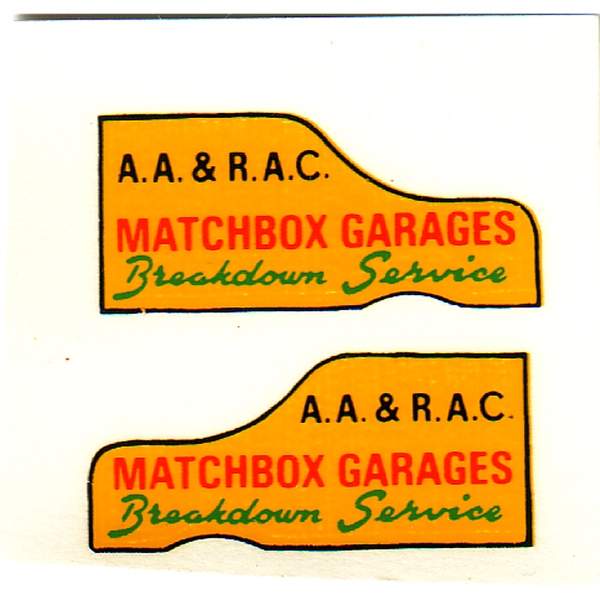 A.A. & R.A.C.
MATCHBOX GARAGES
Breakdown Service
A.A. & R.A.C.
MATCHBOX GARAGES
Breakdown Service